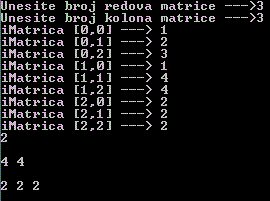 Unesite broj redova matrice --->3
Unesite broj kolona matrice --->3
iMatrica [0,0] ---> 1
iMatrica [0,1] ---> 2
iMatrica [0,2] ---> 3
iMatrica [1,0] ---> 1
iMatrica [1,1] ---> 4
iMatrica [1,2] ---> 4
iMatrica [2,0] ---> 2
iMatrica [2,1] ---> 2
iMatrica [2,2] ---> 2
2
4 4
2 2 2